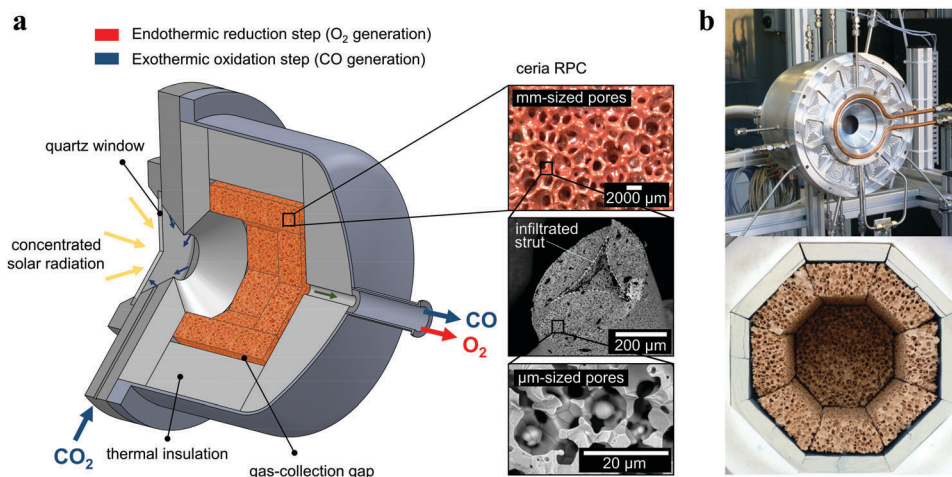 a
Endothermic reduction step (O₂ generation)
Exothermic oxidation step (CO generation)
quartz window
concentrated
solar radiation
CO₂
thermal insulation
gas-collection gap
CO
O₂
ceria RPC
mm-sized pores
2000 µm
infiltrated
strut
200 µm
µm-sized pores
20 µm
b